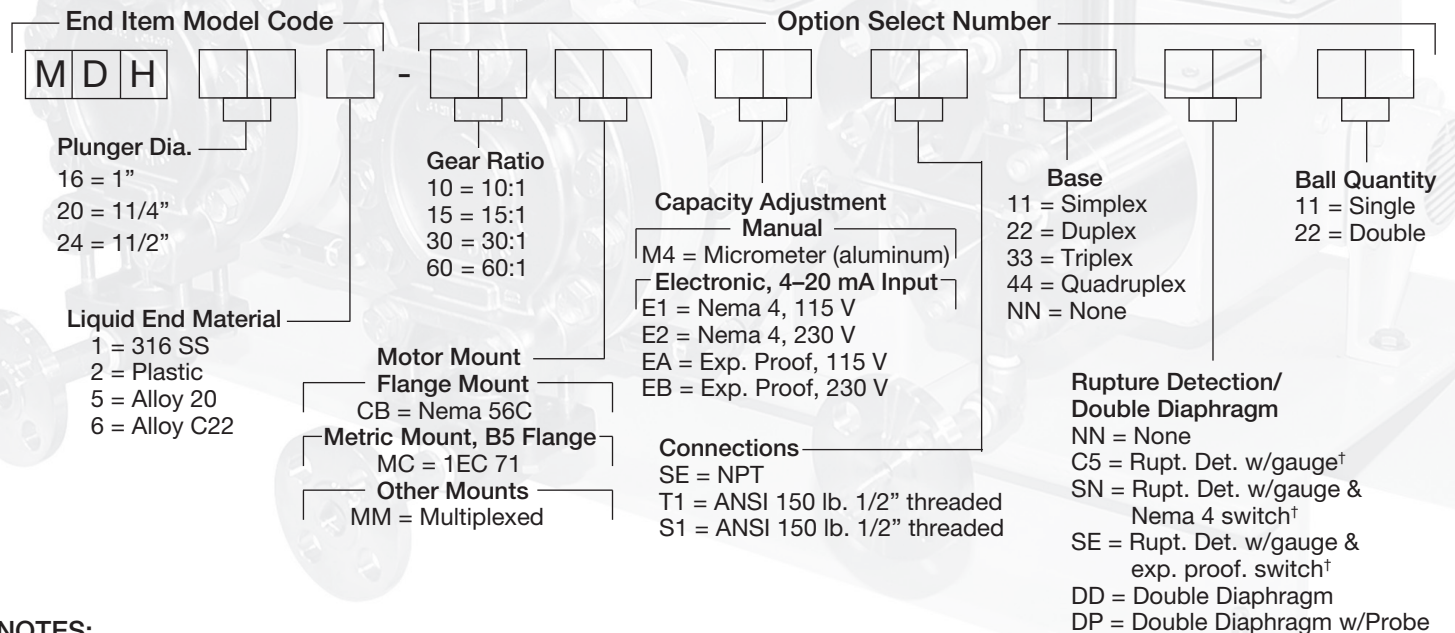 End Item Model Code
Option Select Number
M D H -
Plunger Dia.
16 = 1”
20 = 11/4”
24 = 11/2”
Liquid End Material
1 = 316 SS
2 = Plastic
5 = Alloy 20
6 = Alloy C22
Gear Ratio
10 = 10:1
15 = 15:1
30 = 30:1
60 = 60:1
Motor Mount
Flange Mount
CB = Nema 56C
Metric Mount, B5 Flange
MC = 1EC 71
Other Mounts
MM = Multiplexed
Capacity Adjustment
Manual
M4 = Micrometer (aluminum)
Electronic, 4–20 mA Input
E1 = Nema 4, 115 V
E2 = Nema 4, 230 V
EA = Exp. Proof, 115 V
EB = Exp. Proof, 230 V
Connections
SE = NPT
T1 = ANSI 150 lb. 1/2” threaded
S1 = ANSI 150 lb. 1/2” threaded
Base
11 = Simplex
22 = Duplex
33 = Triplex
44 = Quadruplex
NN = None
Rupture Detection/
Double Diaphragm
NN = None
C5 = Rupt. Det. w/gauge†
SN = Rupt. Det. w/gauge &
Nema 4 switch†
SE = Rupt. Det. w/gauge &
exp. proof. switch†
DD = Double Diaphragm
DP = Double Diaphragm w/Probe
Ball Quantity
11 = Single
22 = Double
NOTES: